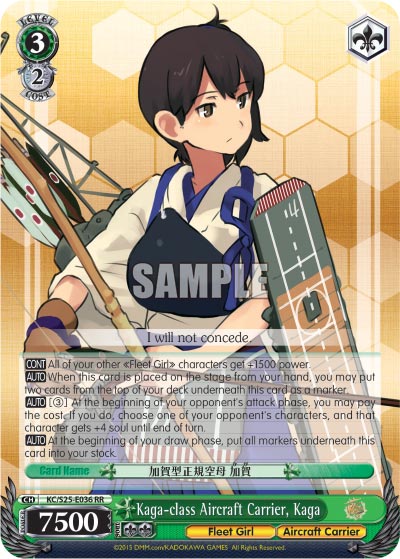 LEVEL
3
2
COST
SAMPLE
I will not concede.
CONT All of your other «Fleet Girl» characters get +1500 power.
AUTO When this card is placed on the stage from your hand, you may put
two cards from the top of your deck underneath this card as a marker.
AUTO [③] At the beginning of your opponent's attack phase, you may pay
the cost. If you do, choose one of your opponent's characters, and that
character gets +4 soul until end of turn.
AUTO At the beginning of your draw phase, put all markers underneath this
card into your stock.
Card Name 加賀型正規空母 加賀
CH KC/S25-E036 RR
Kaga-class Aircraft Carrier, Kaga
POWER
7500
Fleet Girl
Aircraft Carrier
©2013 DMM.com/KADOKAWA GAMES All Rights Reserved.